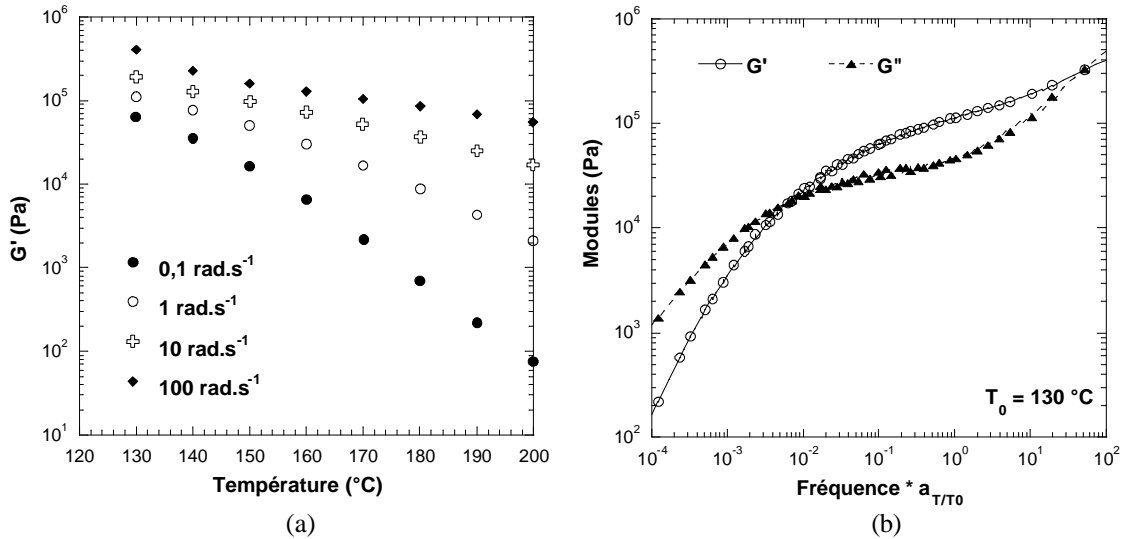 10^6
10^5
10^4
10^3
10^2
10^1
G' (Pa)
0,1 rad.s^-1
1 rad.s^-1
10 rad.s^-1
100 rad.s^-1
120 130 140 150 160 170 180 190 200
Température (°C)
(a)
10^6
10^5
10^4
10^3
10^2
Modules (Pa)
G' G"
T_0 = 130 °C
10^-4 10^-3 10^-2 10^-1 10^0 10^1 10^2
Fréquence * a_T/T0
(b)